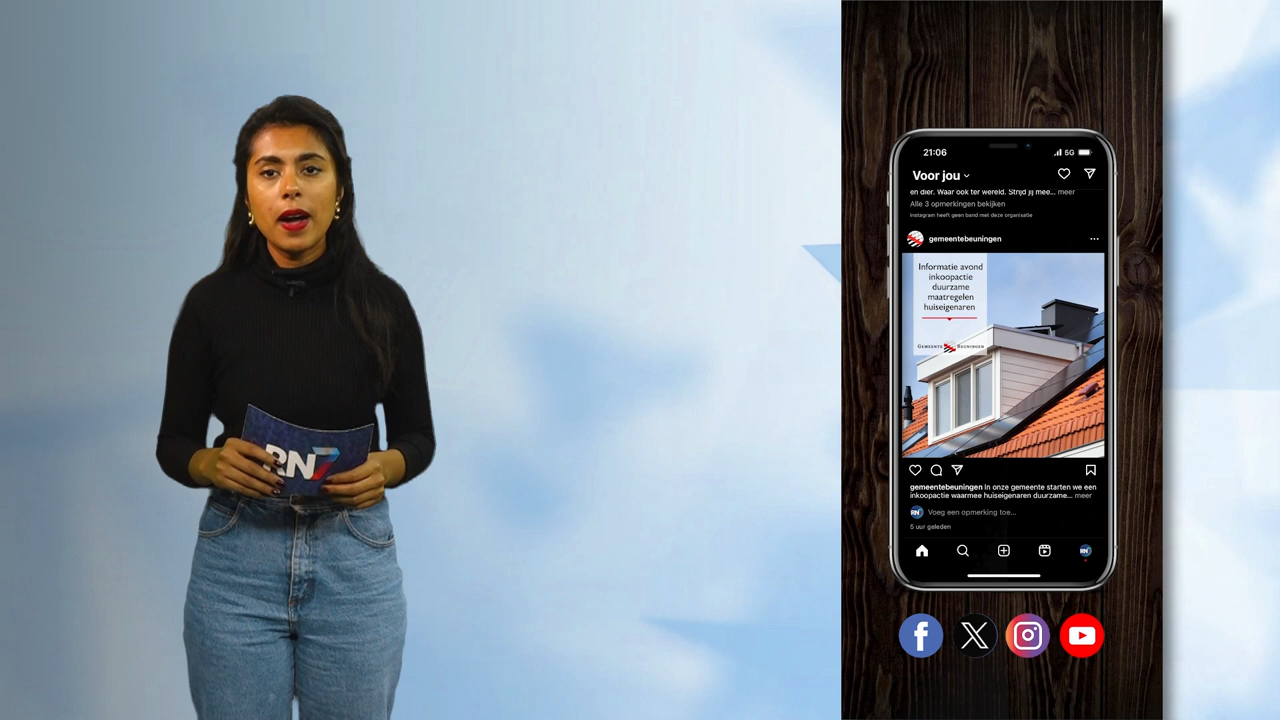 RN7
21:06
5G
Voor jou
en dier. Waar ook ter wereld. Strijd jij mee... meer
Alle 3 opmerkingen bekijken
Instagram heeft geen band met deze organisatie
gemeentebeuningen
Informatie avond
inkoopactie
duurzame
maatregelen
huiseigenaren
GEMEENTE BEUNINGEN
gemeentebeuningen In onze gemeente starten we een
inkoopactie waarmee huiseigenaren duurzame... meer
RN7 Voeg een opmerking toe...
5 uur geleden
RN7